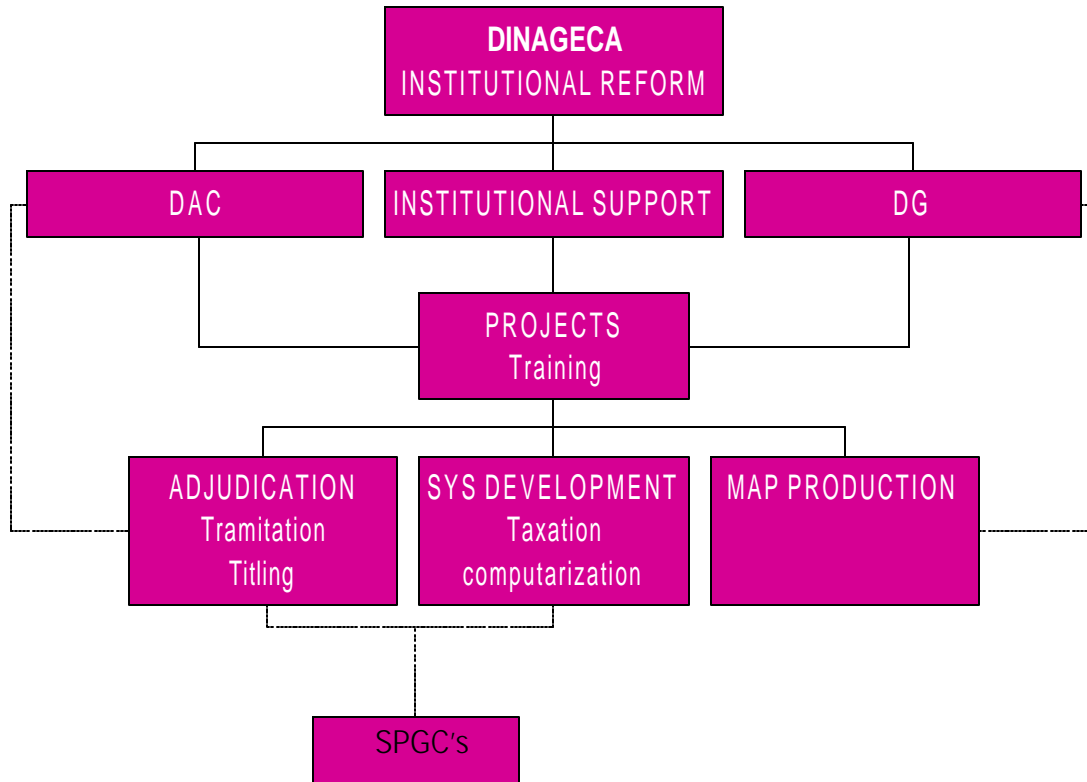 DINAGECA
INSTITUTIONAL REFORM
DAC
INSTITUTIONAL SUPPORT
DG
PROJECTS
Training
ADJUDICATION
Tramitation
Titling
SYS DEVELOPMENT
Taxation
computarization
MAP PRODUCTION
SPGC's